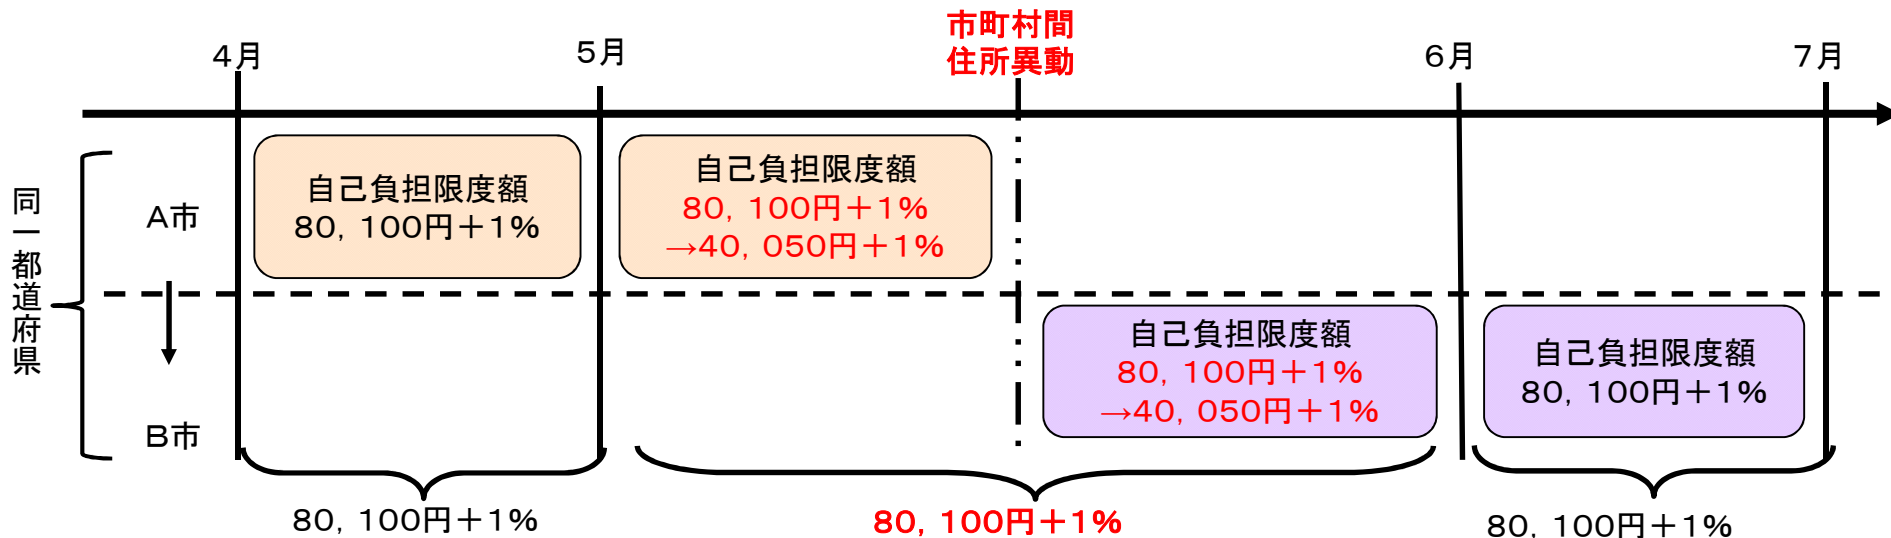 市町村間
住所異動
4月
5月
6月
7月
同一都道府県
A市
B市
自己負担限度額
80,100円+1%
自己負担限度額
80,100円+1%
→40,050円+1%
自己負担限度額
80,100円+1%
→40,050円+1%
自己負担限度額
80,100円+1%
80,100円+1%
80,100円+1%
80,100円+1%